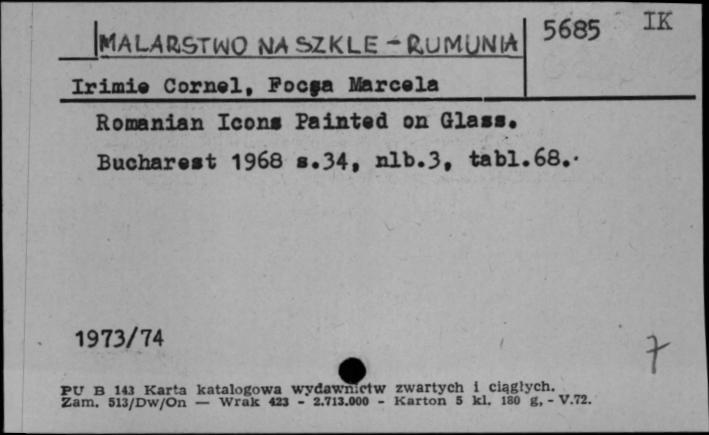 MALARSTWO NA SZKLE - RUMUNIA
5685 IK
Irimie Cornel, Focşa Marcela
Romanian Icons Painted on Glass.
Bucharest 1968 s.34, nlb.3, tabl.68.
1973/74
7
PU B 143 Karta katalogowa wydawnictw zwartych i ciągłych.
Zam. 513/Dw/On — Wrak 423 - 2.713.000 - Karton 5 kl. 180 g, - V.72.